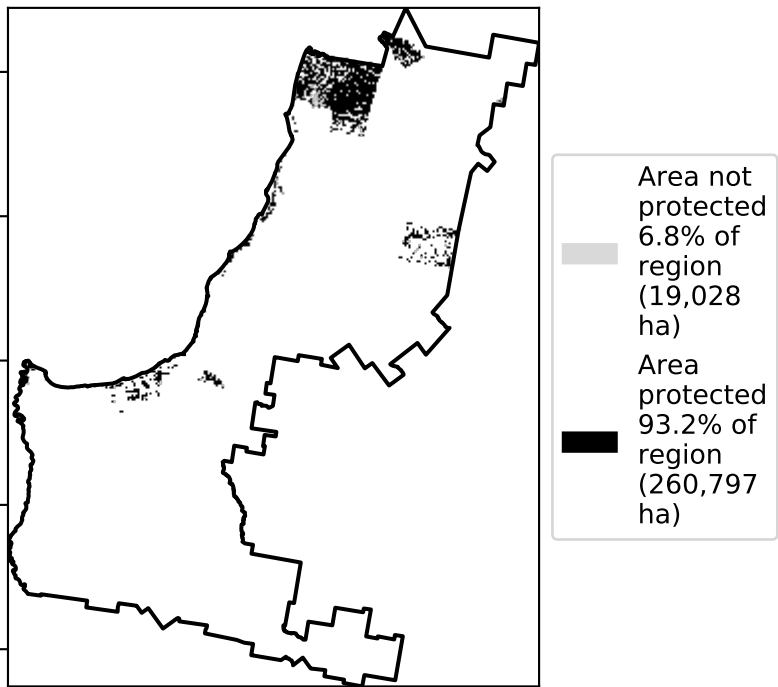 Area not
protected
6.8% of
region
(19,028
ha)
Area
protected
93.2% of
region
(260,797
ha)